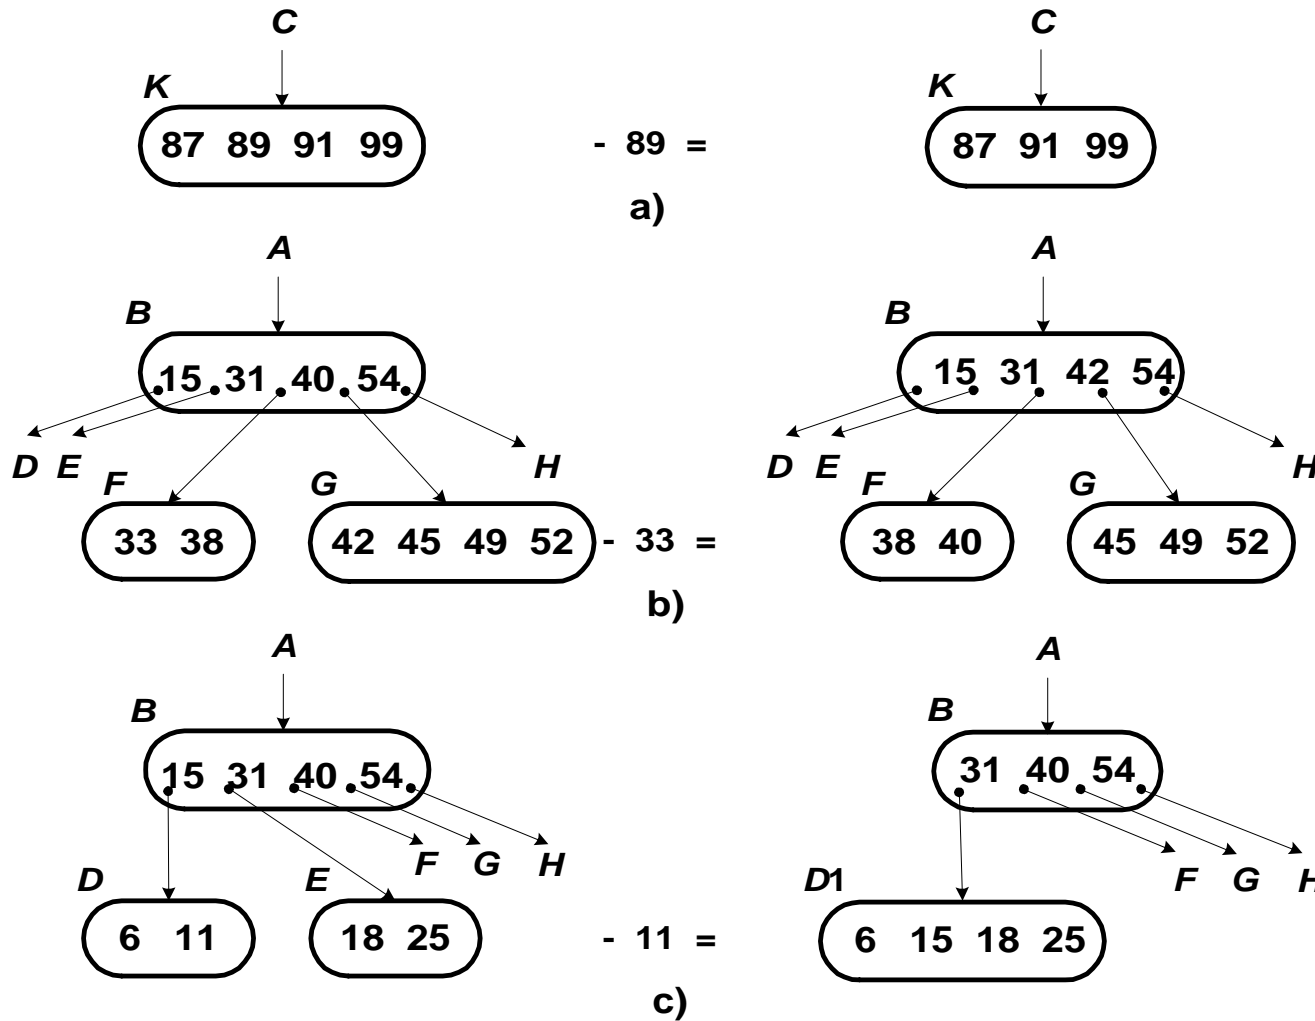 C C
K K
87 89 91 99 - 89 = 87 91 99
a)
A A
B B
15 31 40 54 15 31 42 54
D E H D E H
F G F G
33 38 42 45 49 52 - 33 = 38 40 45 49 52
b)
A A
B B
15 31 40 54 31 40 54
F G H F G H
D E D1
6 11 18 25 - 11 = 6 15 18 25
c)